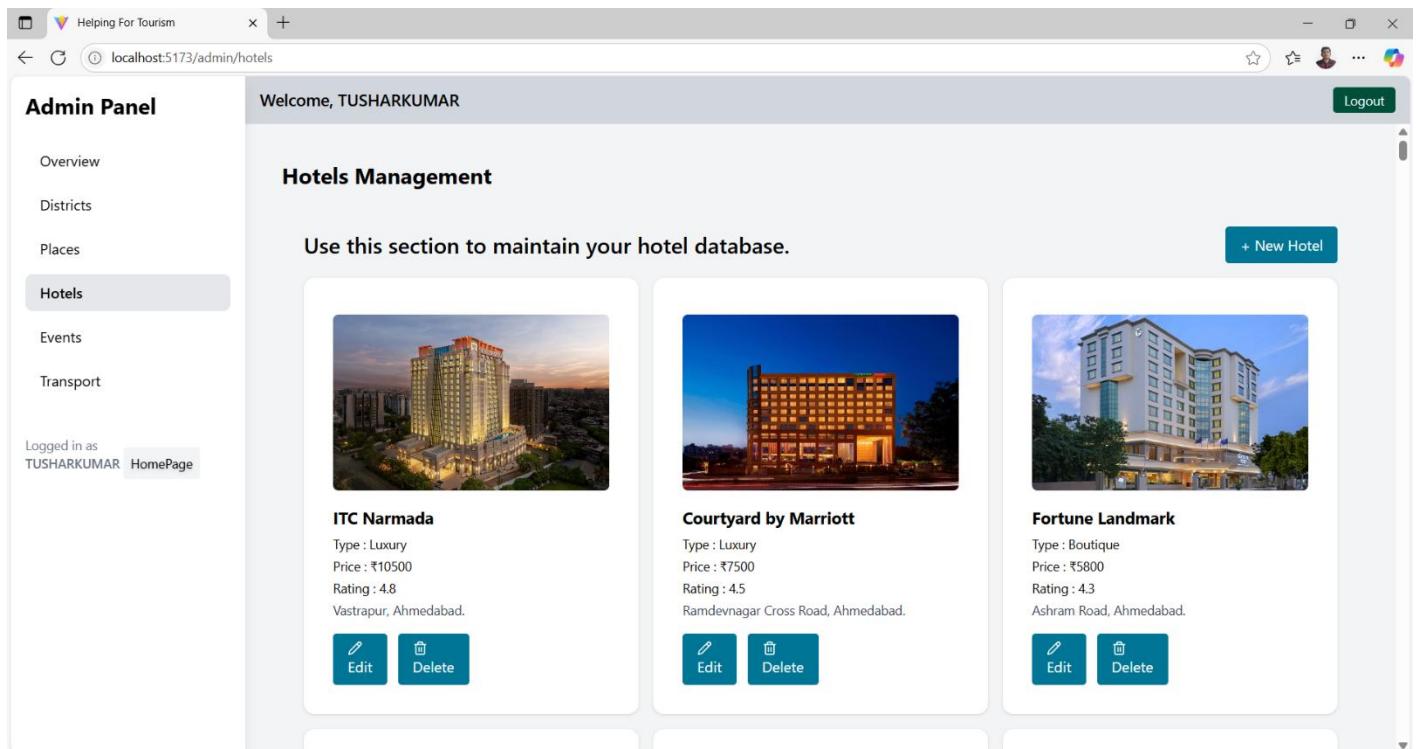 Helping For Tourism
localhost:5173/admin/hotels
Admin Panel
Welcome, TUSHARKUMAR
Logout
Overview
Districts
Places
Hotels
Events
Transport
Logged in as
TUSHARKUMAR HomePage
Hotels Management
Use this section to maintain your hotel database.
+ New Hotel
ITC Narmada
Type : Luxury
Price : ₹10500
Rating : 4.8
Vastrapur, Ahmedabad.
Edit Delete
Courtyard by Marriott
Type : Luxury
Price : ₹7500
Rating : 4.5
Ramdevnagar Cross Road, Ahmedabad.
Edit Delete
Fortune Landmark
Type : Boutique
Price : ₹5800
Rating : 4.3
Ashram Road, Ahmedabad.
Edit Delete